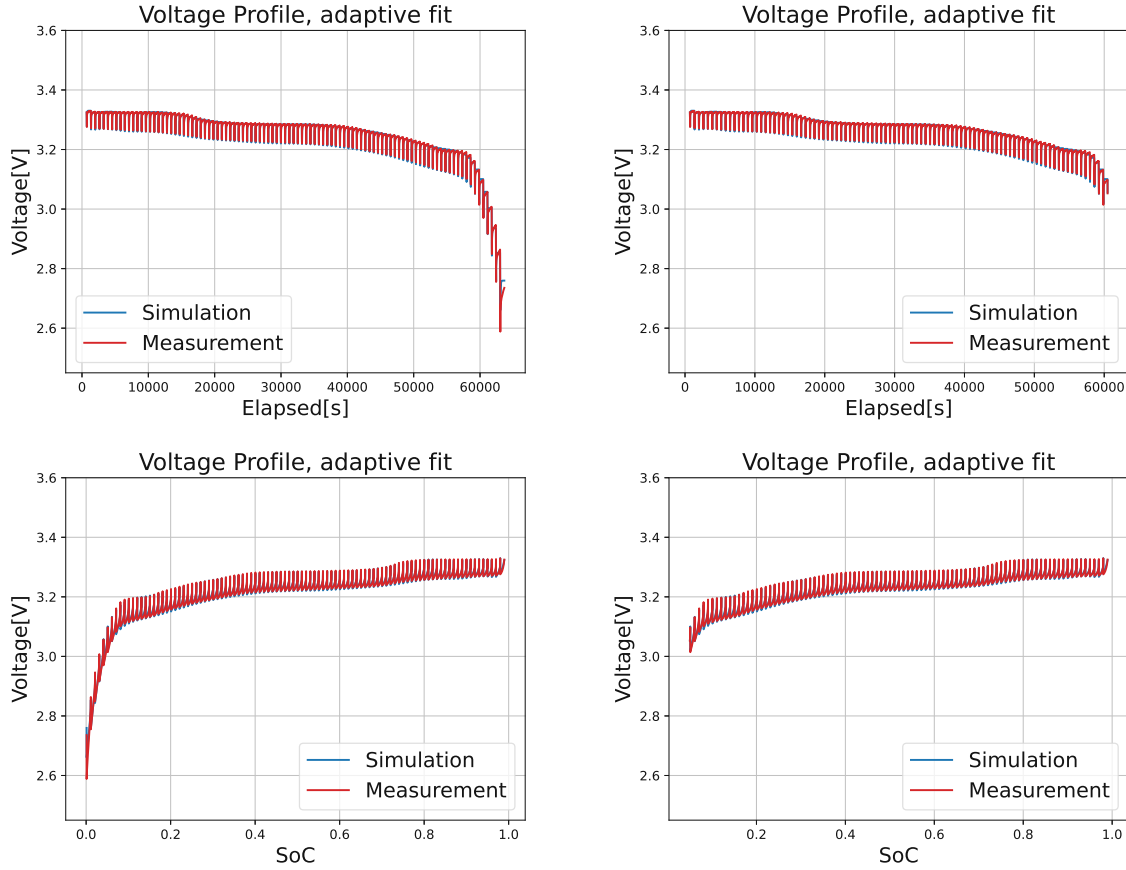 Voltage Profile, adaptive fit
3.6
3.4
3.2
3.0
2.8
2.6
Voltage[V]
Simulation
Measurement
0 10000 20000 30000 40000 50000 60000
Elapsed[s]
Voltage Profile, adaptive fit
3.6
3.4
3.2
3.0
2.8
2.6
Voltage[V]
Simulation
Measurement
0 10000 20000 30000 40000 50000 60000
Elapsed[s]
Voltage Profile, adaptive fit
3.6
3.4
3.2
3.0
2.8
2.6
Voltage[V]
Simulation
Measurement
0.0 0.2 0.4 0.6 0.8 1.0
SoC
Voltage Profile, adaptive fit
3.6
3.4
3.2
3.0
2.8
2.6
Voltage[V]
Simulation
Measurement
0.2 0.4 0.6 0.8 1.0
SoC